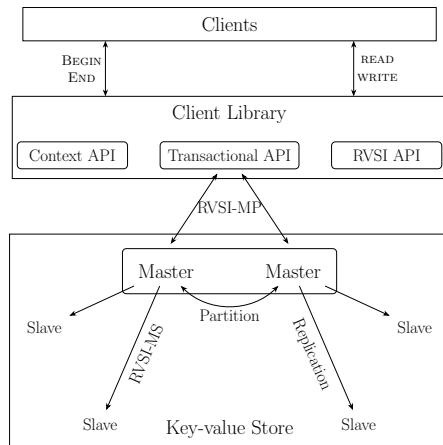 Clients
BEGIN
END
READ
WRITE
Client Library
Context API
Transactional API
RVSI API
RVSI-MP
Master
Master
Partition
Slave
Slave
RVSI-MS
Replication
Slave
Slave
Key-value Store